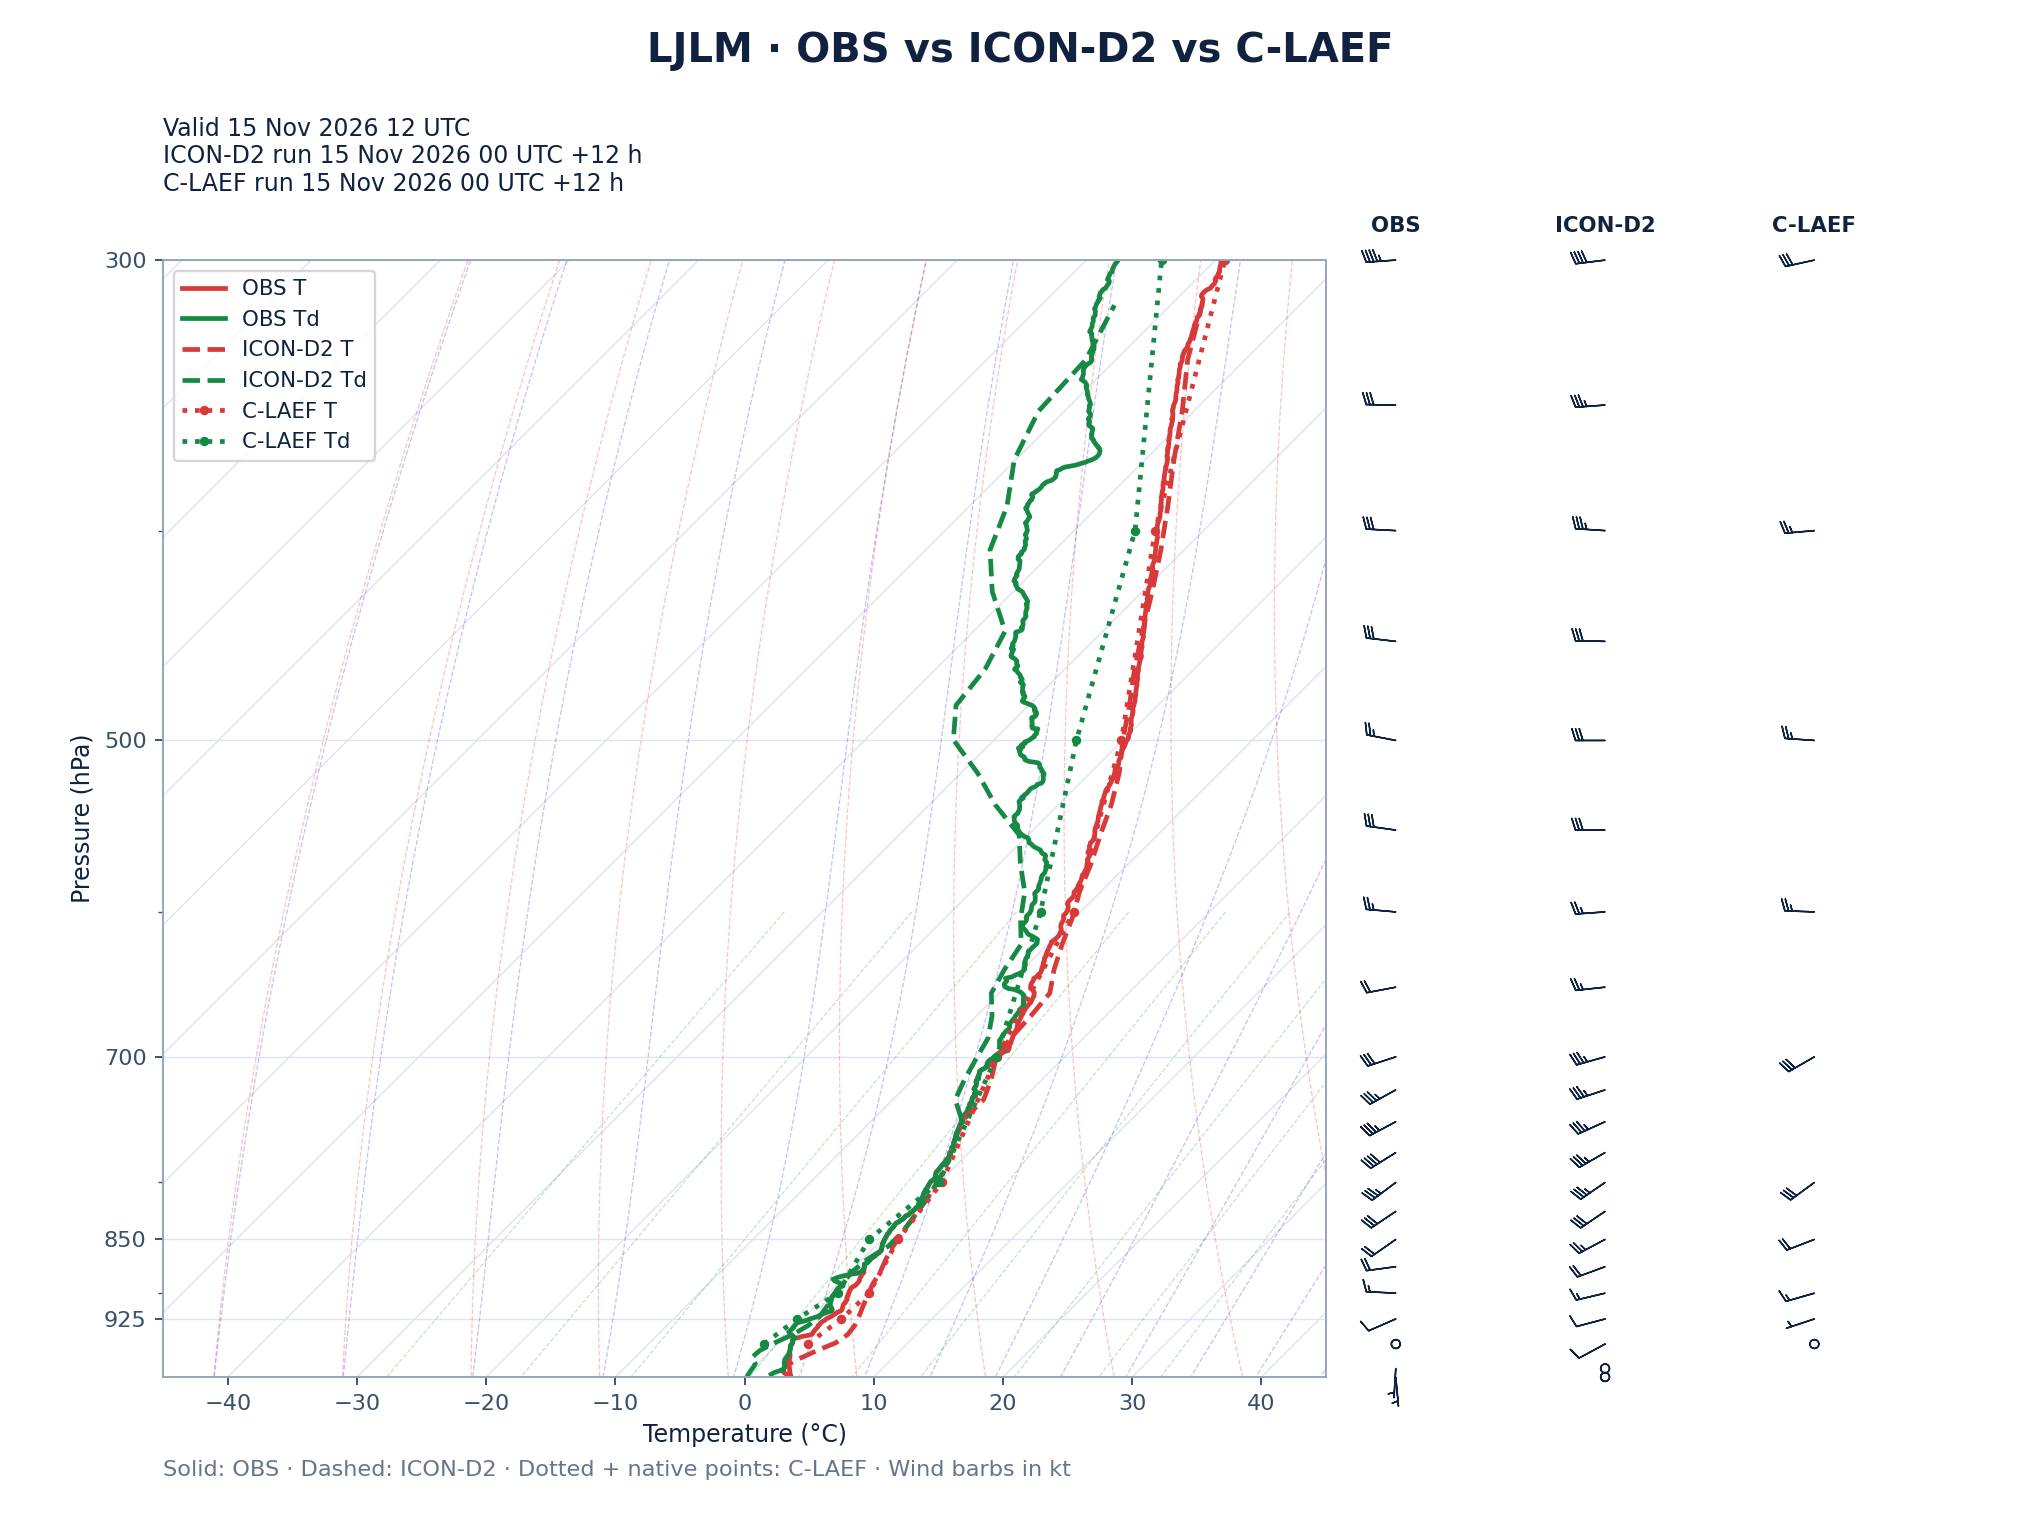 LJLM · OBS vs ICON-D2 vs C-LAEF
Valid 15 Nov 2026 12 UTC
ICON-D2 run 15 Nov 2026 00 UTC +12 h
C-LAEF run 15 Nov 2026 00 UTC +12 h
OBS ICON-D2 C-LAEF
OBS T
OBS Td
ICON-D2 T
ICON-D2 Td
C-LAEF T
C-LAEF Td
300
500
700
850
925
Pressure (hPa)
−40 −30 −20 −10 0 10 20 30 40
Temperature (°C)
Solid: OBS · Dashed: ICON-D2 · Dotted + native points: C-LAEF · Wind barbs in kt